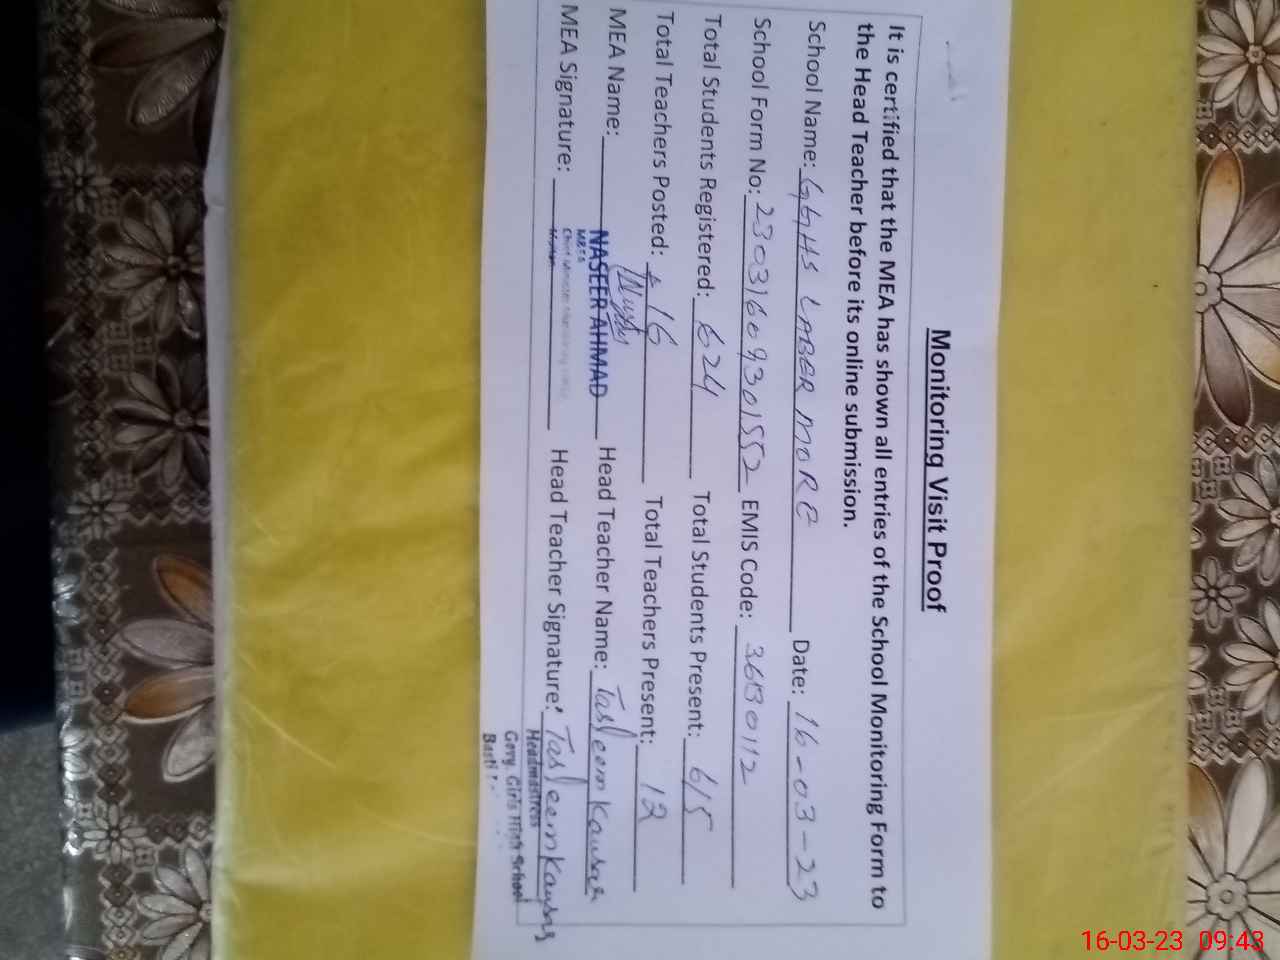 Monitoring Visit Proof
It is certified that the MEA has shown all entries of the School Monitoring Form to
the Head Teacher before its online submission.
School Name: GGHS LABER MORE Date: 16-03-23
School Form No: 23031609301552 EMIS Code: 36130112
Total Students Registered: 624 Total Students Present: 615
Total Teachers Posted: 16 Total Teachers Present: 12
MEA Name: NASEER AHMAD Head Teacher Name: Tasleem Kausar
MEA Signature: Head Teacher Signature: Tasleem Kausar
Headmastress
Govt. Girls High School
Basti
16-03-23 09:43